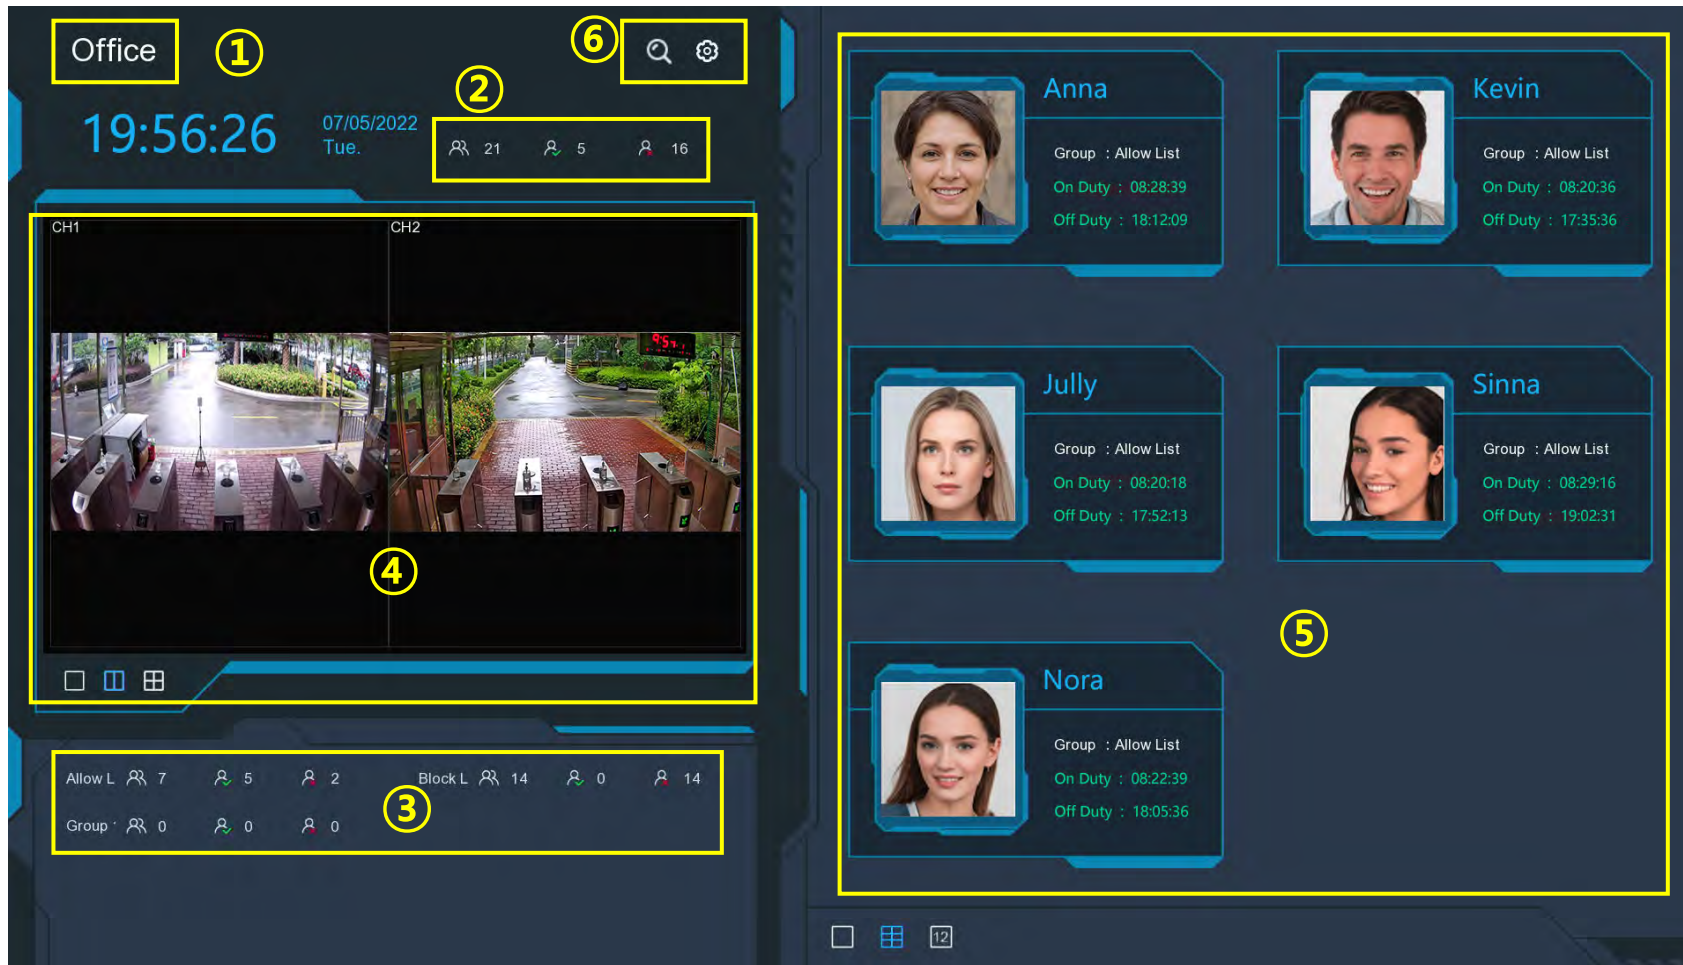 Office
①
⑥
②
19:56:26
07/05/2022
Tue.
21 5 16
CH1
CH2
④
Allow L 7 5 2
Block L 14 0 14
③
Group 0 0 0
Anna
Group : Allow List
On Duty : 08:28:39
Off Duty : 18:12:09
Kevin
Group : Allow List
On Duty : 08:20:36
Off Duty : 17:35:36
Jully
Group : Allow List
On Duty : 08:20:18
Off Duty : 17:52:13
Sinna
Group : Allow List
On Duty : 08:29:16
Off Duty : 19:02:31
⑤
Nora
Group : Allow List
On Duty : 08:22:39
Off Duty : 18:05:36
12